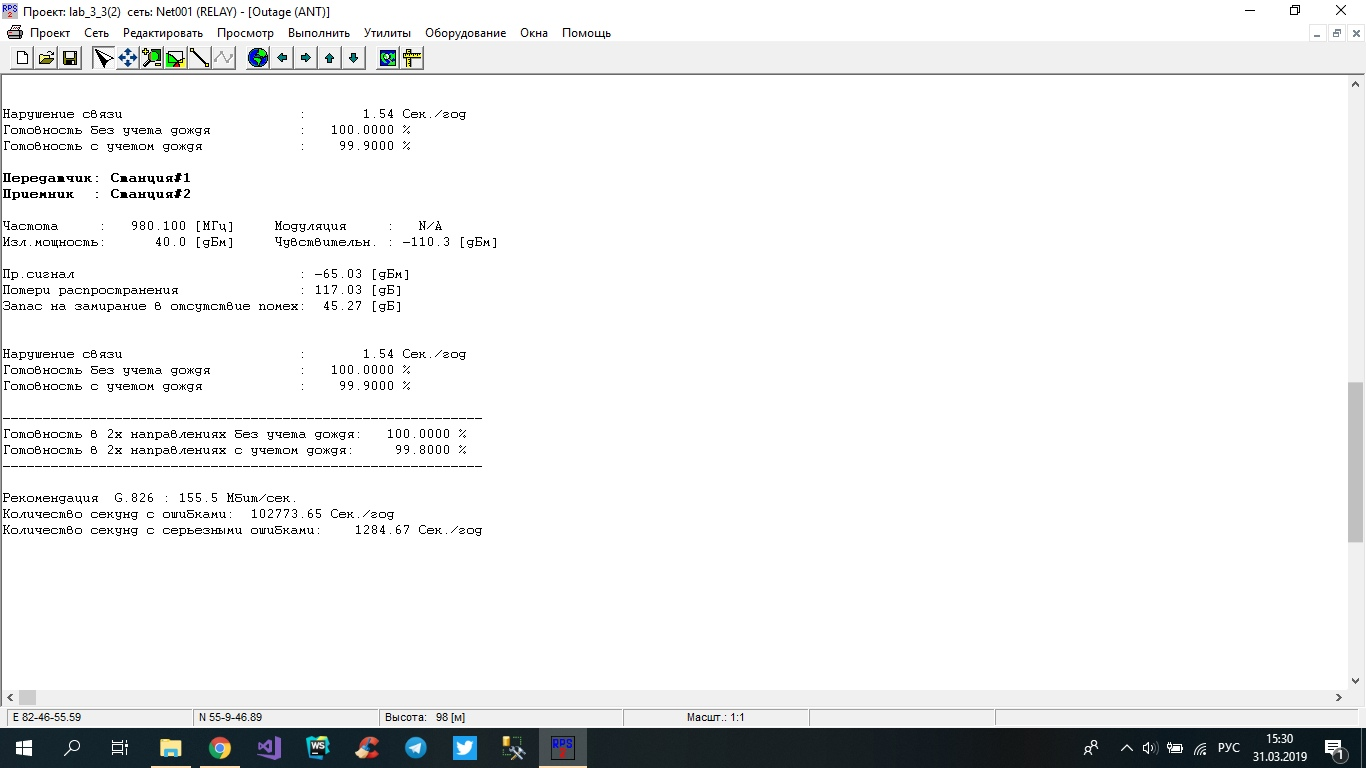 RPS 2 Проект: lab_3_3(2) сеть: Net001 (RELAY) - [Outage (ANT)]
Проект Сеть Редактировать Просмотр Выполнить Утилиты Оборудование Окна Помощь
Нарушение связи : 1.54 Сек./год
Готовность без учета дождя : 100.0000 %
Готовность с учетом дождя : 99.9000 %
Передатчик: Станция#1
Приемник : Станция#2
Частота : 980.100 [МГц] Модуляция : N/A
Изл.мощность: 40.0 [дБм] Чувствительн. : -110.3 [дБм]
Пр.сигнал : -65.03 [дБм]
Потери распространения : 117.03 [дБ]
Запас на замирание в отсутствие помех: 45.27 [дБ]
Нарушение связи : 1.54 Сек./год
Готовность без учета дождя : 100.0000 %
Готовность с учетом дождя : 99.9000 %
------------------------------------------------------------
Готовность в 2х направлениях без учета дождя: 100.0000 %
Готовность в 2х направлениях с учетом дождя: 99.8000 %
------------------------------------------------------------
Рекомендация G.826 : 155.5 Мбит/сек.
Количество секунд с ошибками: 102773.65 Сек./год
Количество секунд с серьезными ошибками: 1284.67 Сек./год
E 82-46-55.59 N 55-9-46.89 Высота: 98 [м] Масшт.: 1:1
WS RPS 2 РУС 15:30 1
31.03.2019